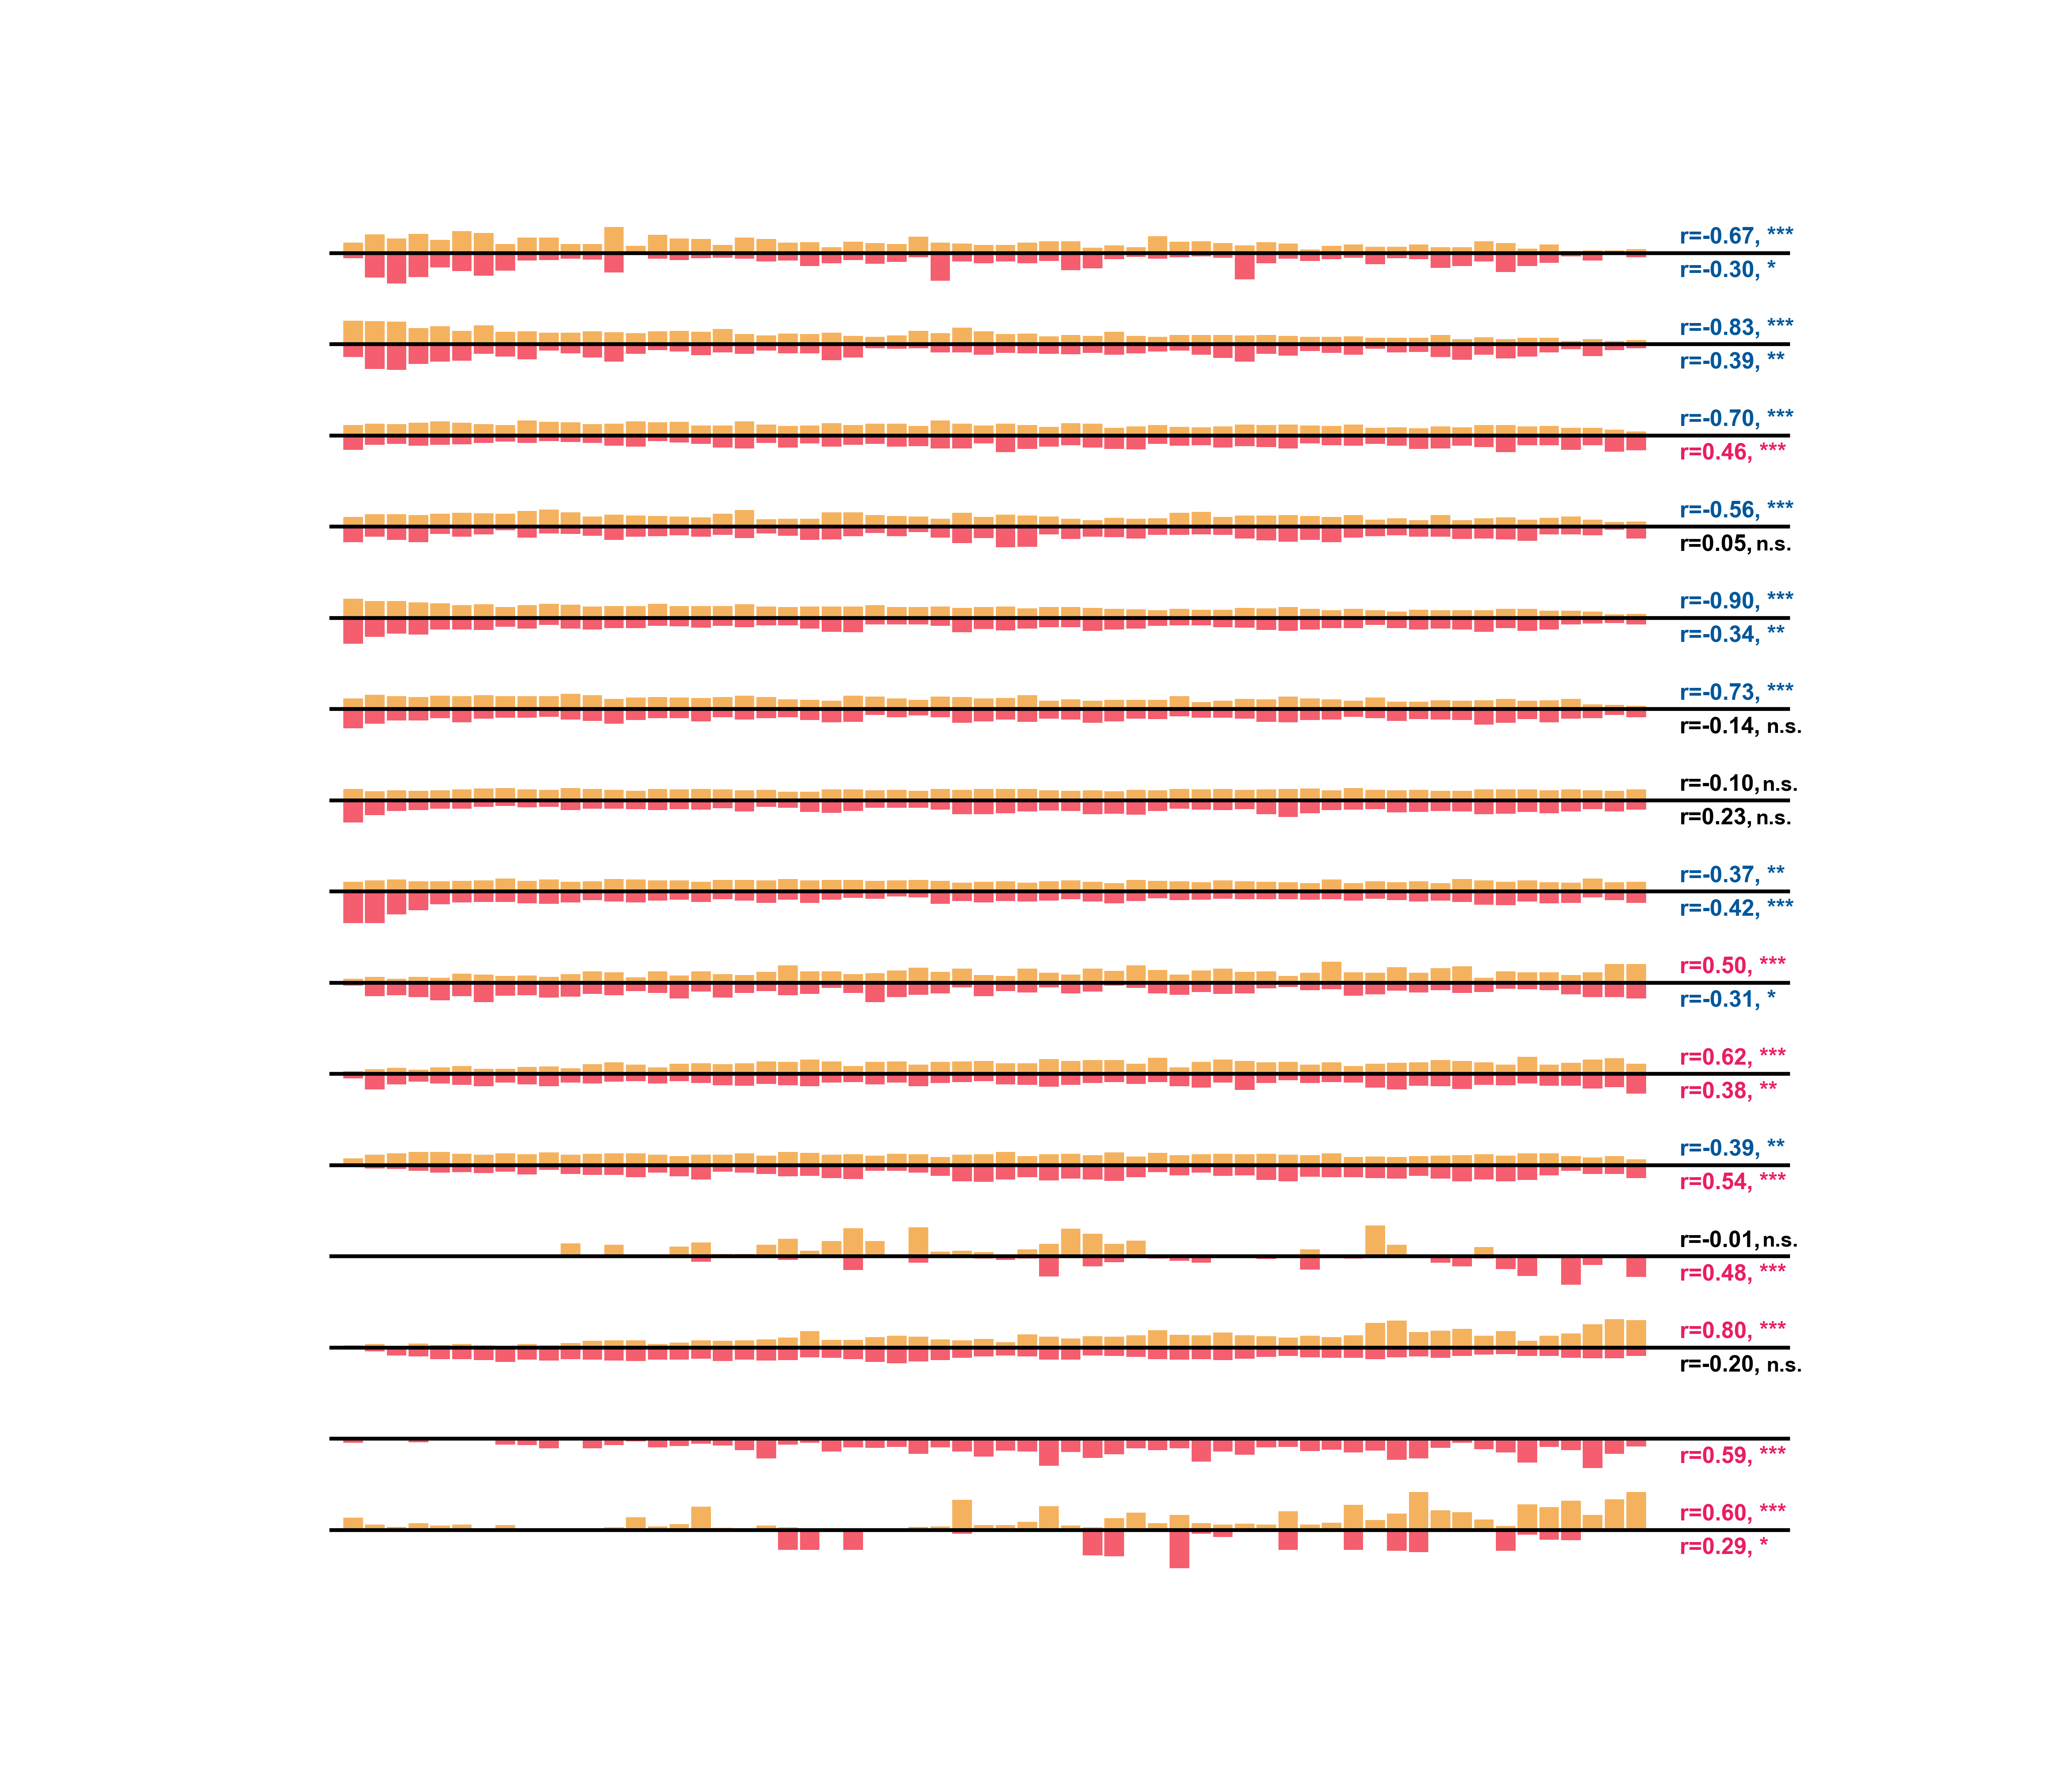 r=-0.67, ***
r=-0.30, *
r=-0.83, ***
r=-0.39, **
r=-0.70, ***
r=0.46, ***
r=-0.56, ***
r=0.05, n.s.
r=-0.90, ***
r=-0.34, **
r=-0.73, ***
r=-0.14, n.s.
r=-0.10, n.s.
r=0.23, n.s.
r=-0.37, **
r=-0.42, ***
r=0.50, ***
r=-0.31, *
r=0.62, ***
r=0.38, **
r=-0.39, **
r=0.54, ***
r=-0.01, n.s.
r=0.48, ***
r=0.80, ***
r=-0.20, n.s.
r=0.59, ***
r=0.60, ***
r=0.29, *